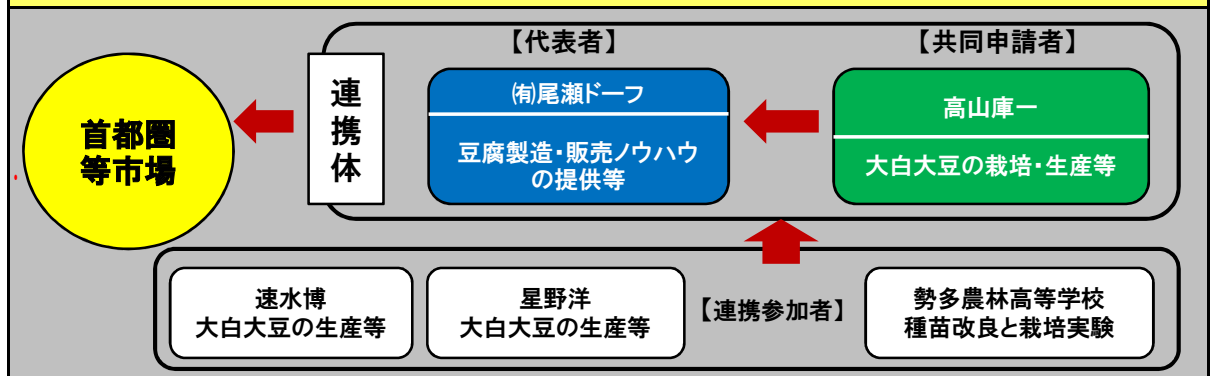 【代表者】
【共同申請者】
連携体
㈲尾瀬ドーフ
豆腐製造・販売ノウハウ
の提供等
高山庫一
大白大豆の栽培・生産等
首都圏
等市場
速水博
大白大豆の生産等
星野洋
大白大豆の生産等
【連携参加者】
勢多農林高等学校
種苗改良と栽培実験